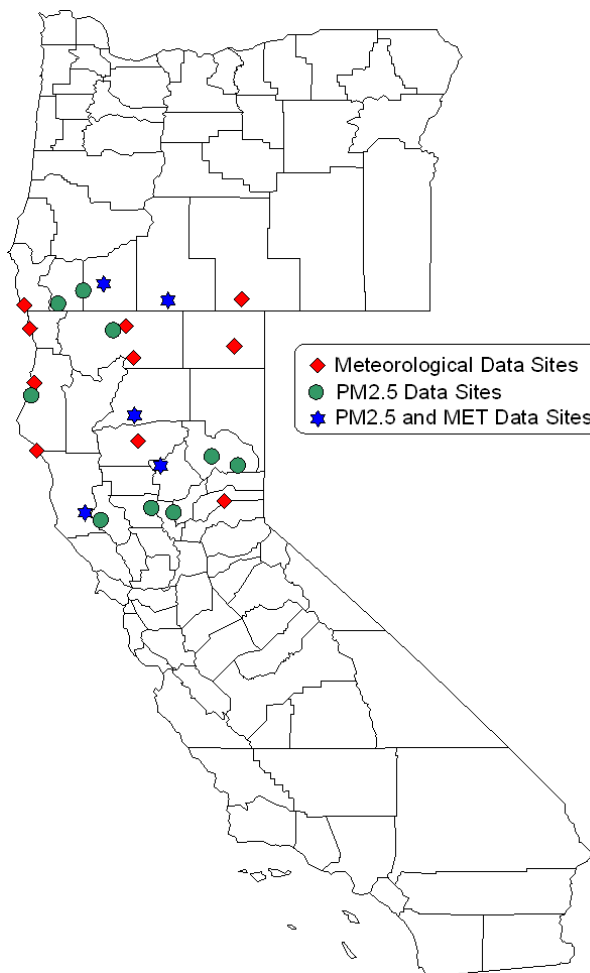 Meteorological Data Sites
PM2.5 Data Sites
PM2.5 and MET Data Sites